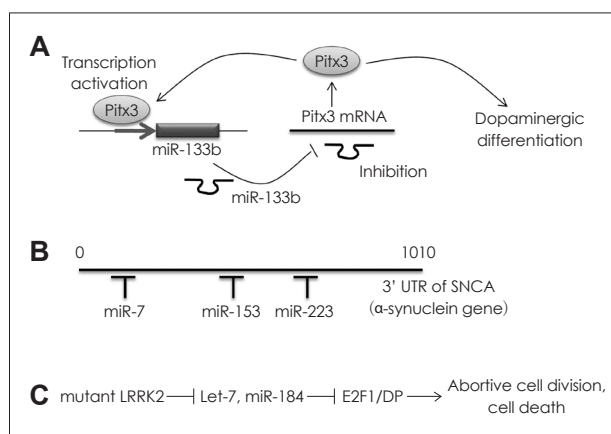 A
Transcription
activation
Pitx3
miR-133b
miR-133b
Pitx3
Pitx3 mRNA
Inhibition
Dopaminergic
differentiation
B
0
1010
miR-7
miR-153
miR-223
3’ UTR of SNCA
(α-synuclein gene)
C
mutant LRRK2
Let-7, miR-184
E2F1/DP
Abortive cell division,
cell death